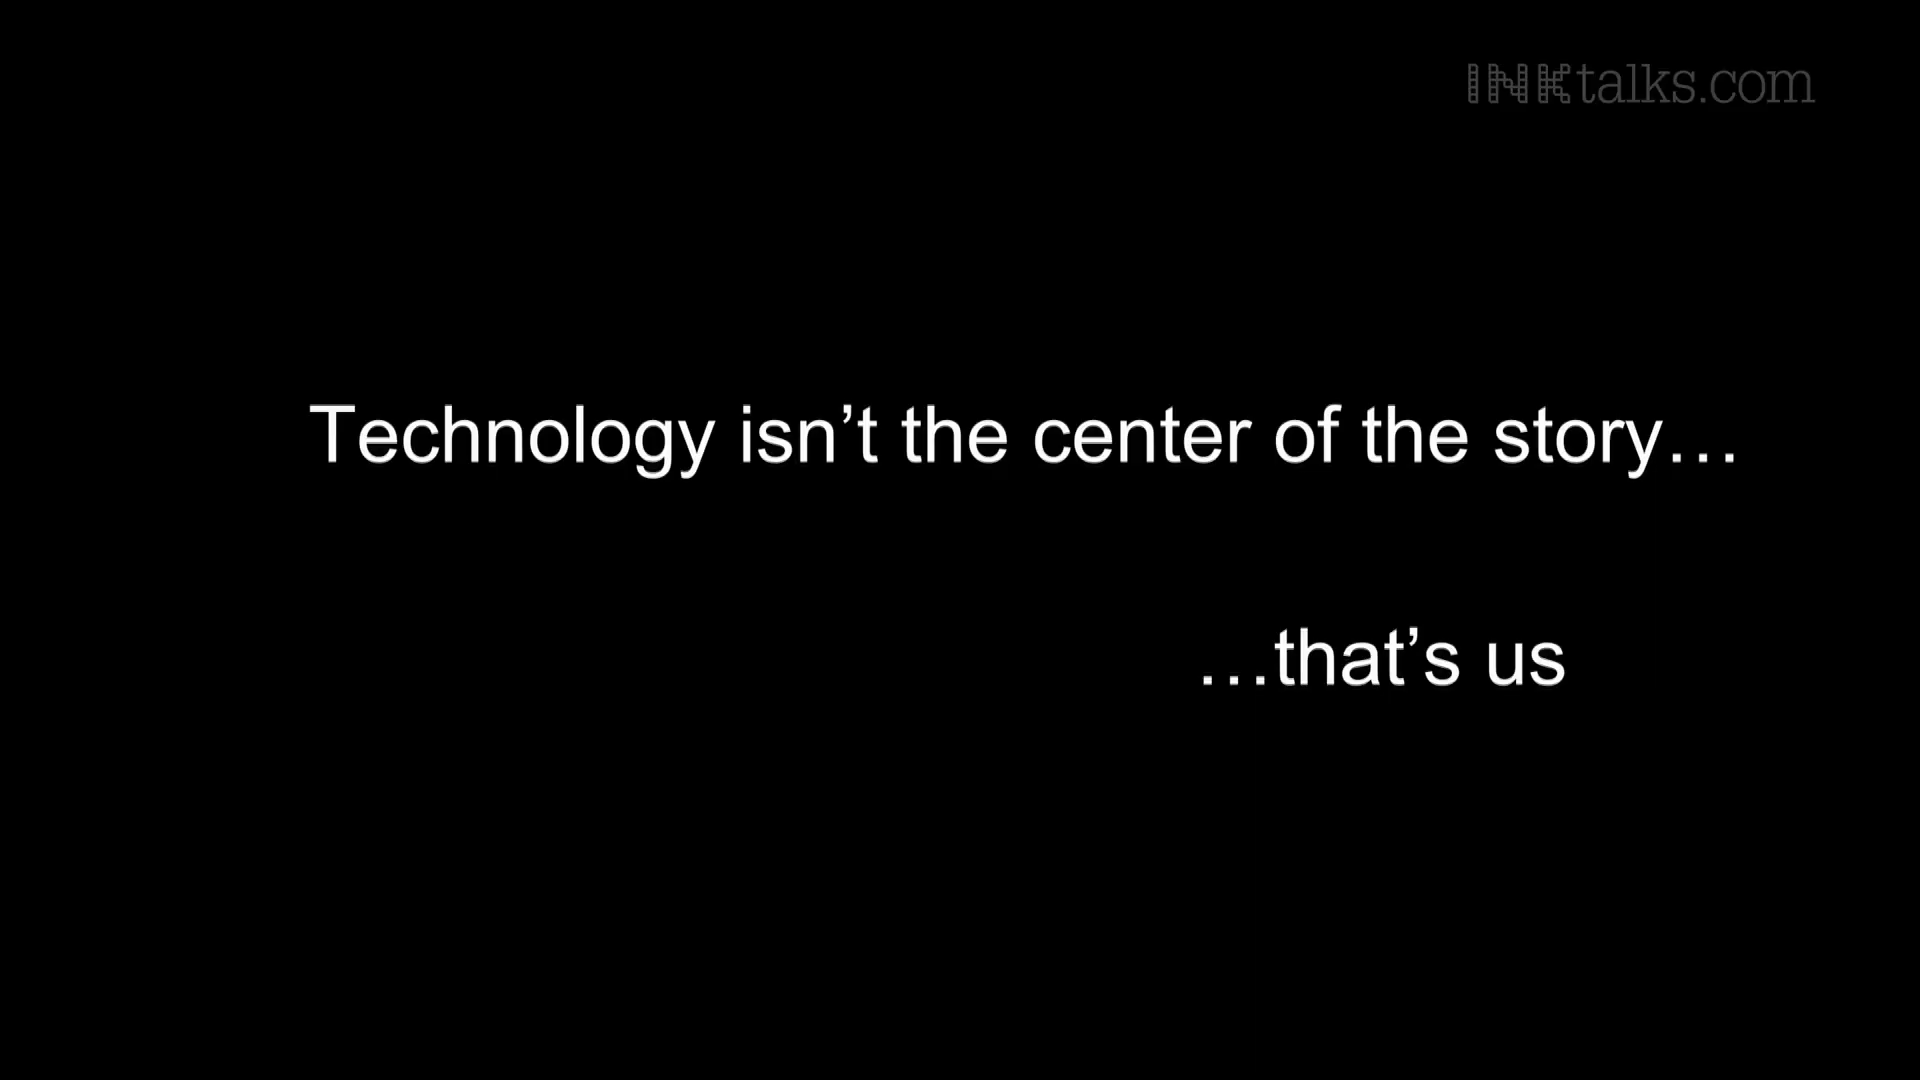 INKtalks.com
Technology isn’t the center of the story…
…that’s us